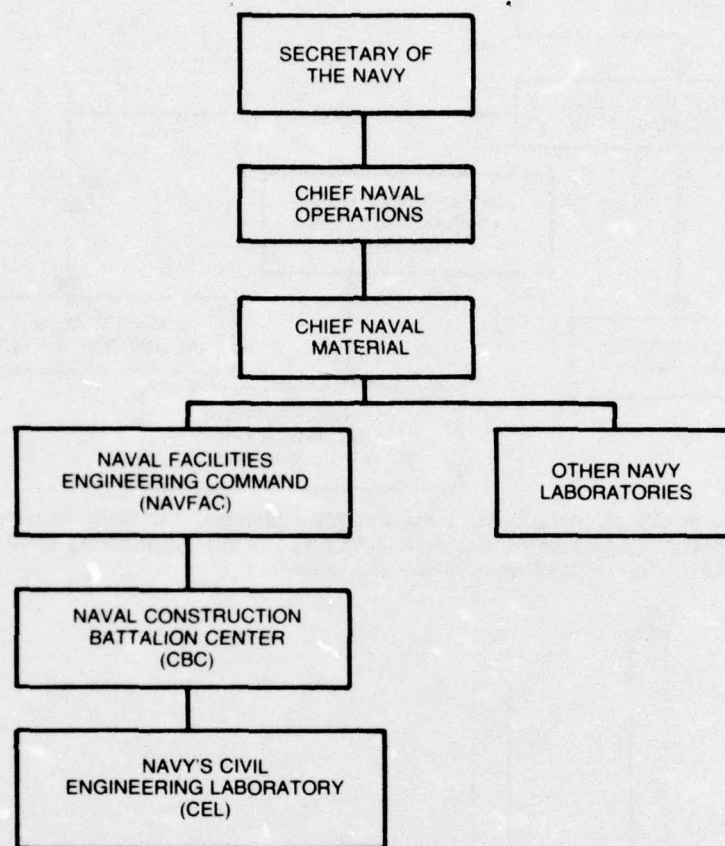 SECRETARY OF
THE NAVY
CHIEF NAVAL
OPERATIONS
CHIEF NAVAL
MATERIAL
NAVAL FACILITIES
ENGINEERING COMMAND
(NAVFAC)
OTHER NAVY
LABORATORIES
NAVAL CONSTRUCTION
BATTALION CENTER
(CBC)
NAVY'S CIVIL
ENGINEERING LABORATORY
(CEL)